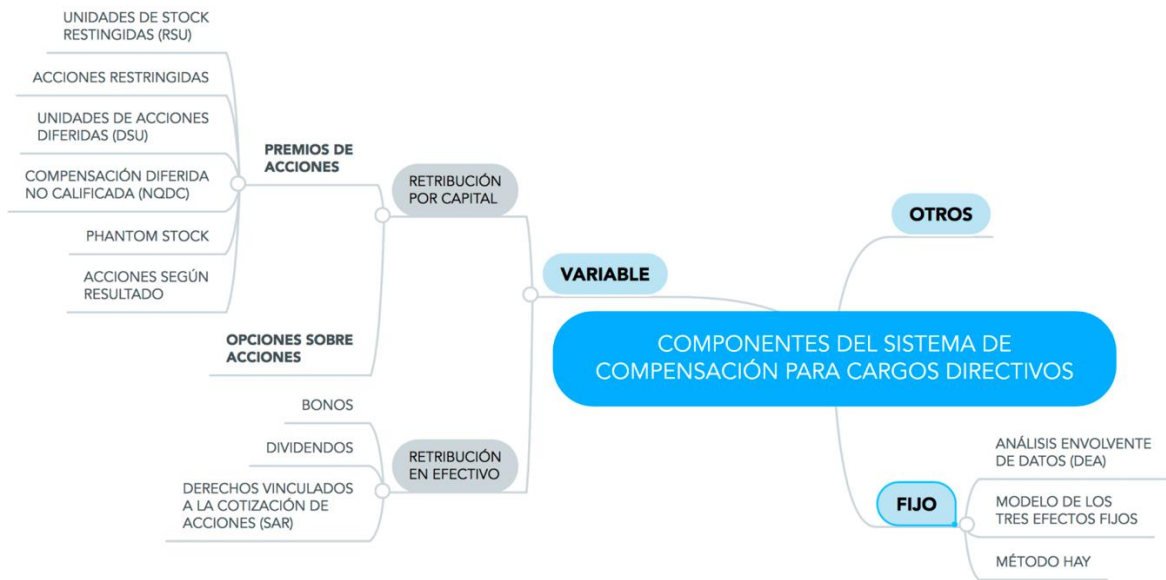 UNIDADES DE STOCK
RESTINGIDAS (RSU)
ACCIONES RESTRINGIDAS
UNIDADES DE ACCIONES
DIFERIDAS (DSU)
COMPENSACIÓN DIFERIDA
NO CALIFICADA (NQDC)
PHANTOM STOCK
ACCIONES SEGÚN
RESULTADO
PREMIOS DE
ACCIONES
OPCIONES SOBRE
ACCIONES
RETRIBUCIÓN
POR CAPITAL
BONOS
DIVIDENDOS
DERECHOS VINCULADOS
A LA COTIZACIÓN DE
ACCIONES (SAR)
RETRIBUCIÓN
EN EFECTIVO
VARIABLE
COMPONENTES DEL SISTEMA DE
COMPENSACIÓN PARA CARGOS DIRECTIVOS
OTROS
FIJO
ANÁLISIS ENVOLVENTE
DE DATOS (DEA)
MODELO DE LOS
TRES EFECTOS FIJOS
MÉTODO HAY